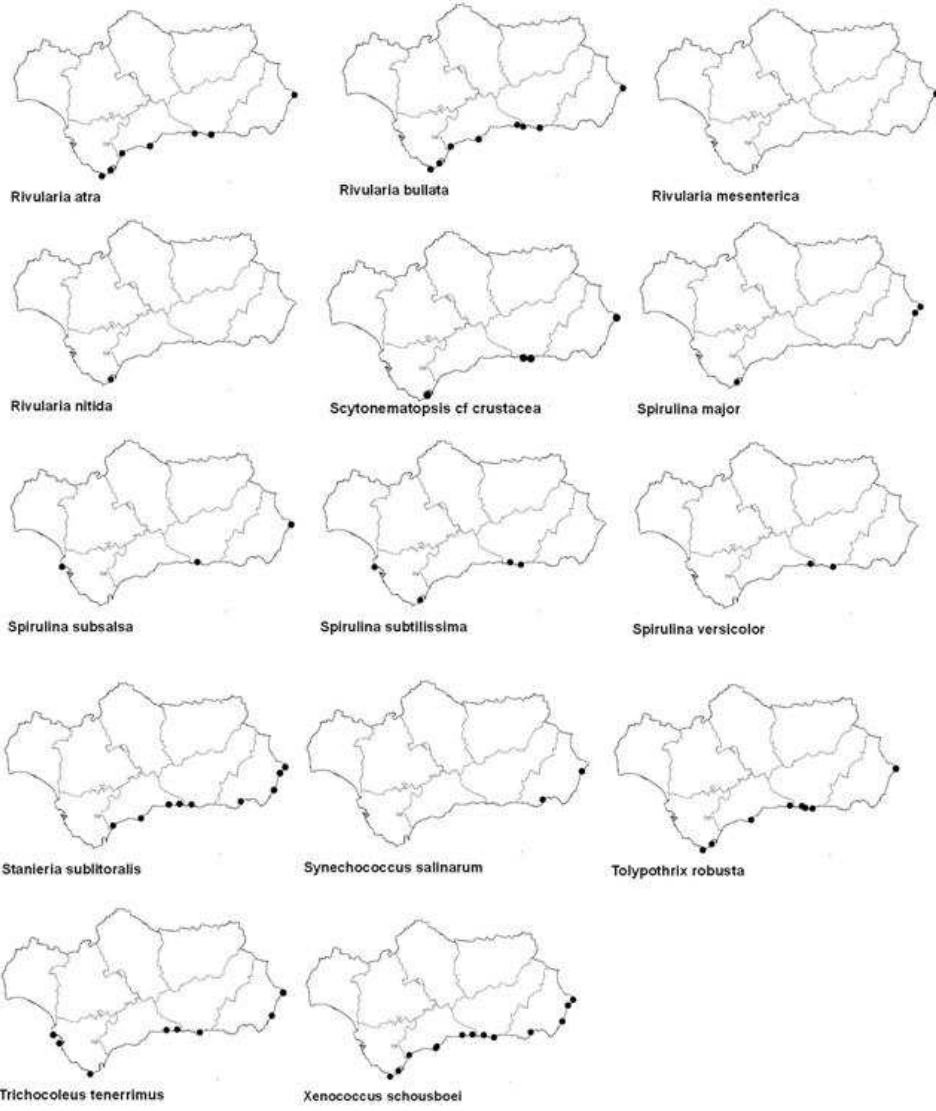 Rivularia atra
Rivularia bullata
Rivularia mesenterica
Rivularia nitida
Scytonematopsis cf crustacea
Spirulina major
Spirulina subsalsa
Spirulina subtilissima
Spirulina versicolor
Stanieria sublitoralis
Synechococcus salinarum
Tolypothrix robusta
Trichocoleus tenerrimus
Xenococcus schousboei